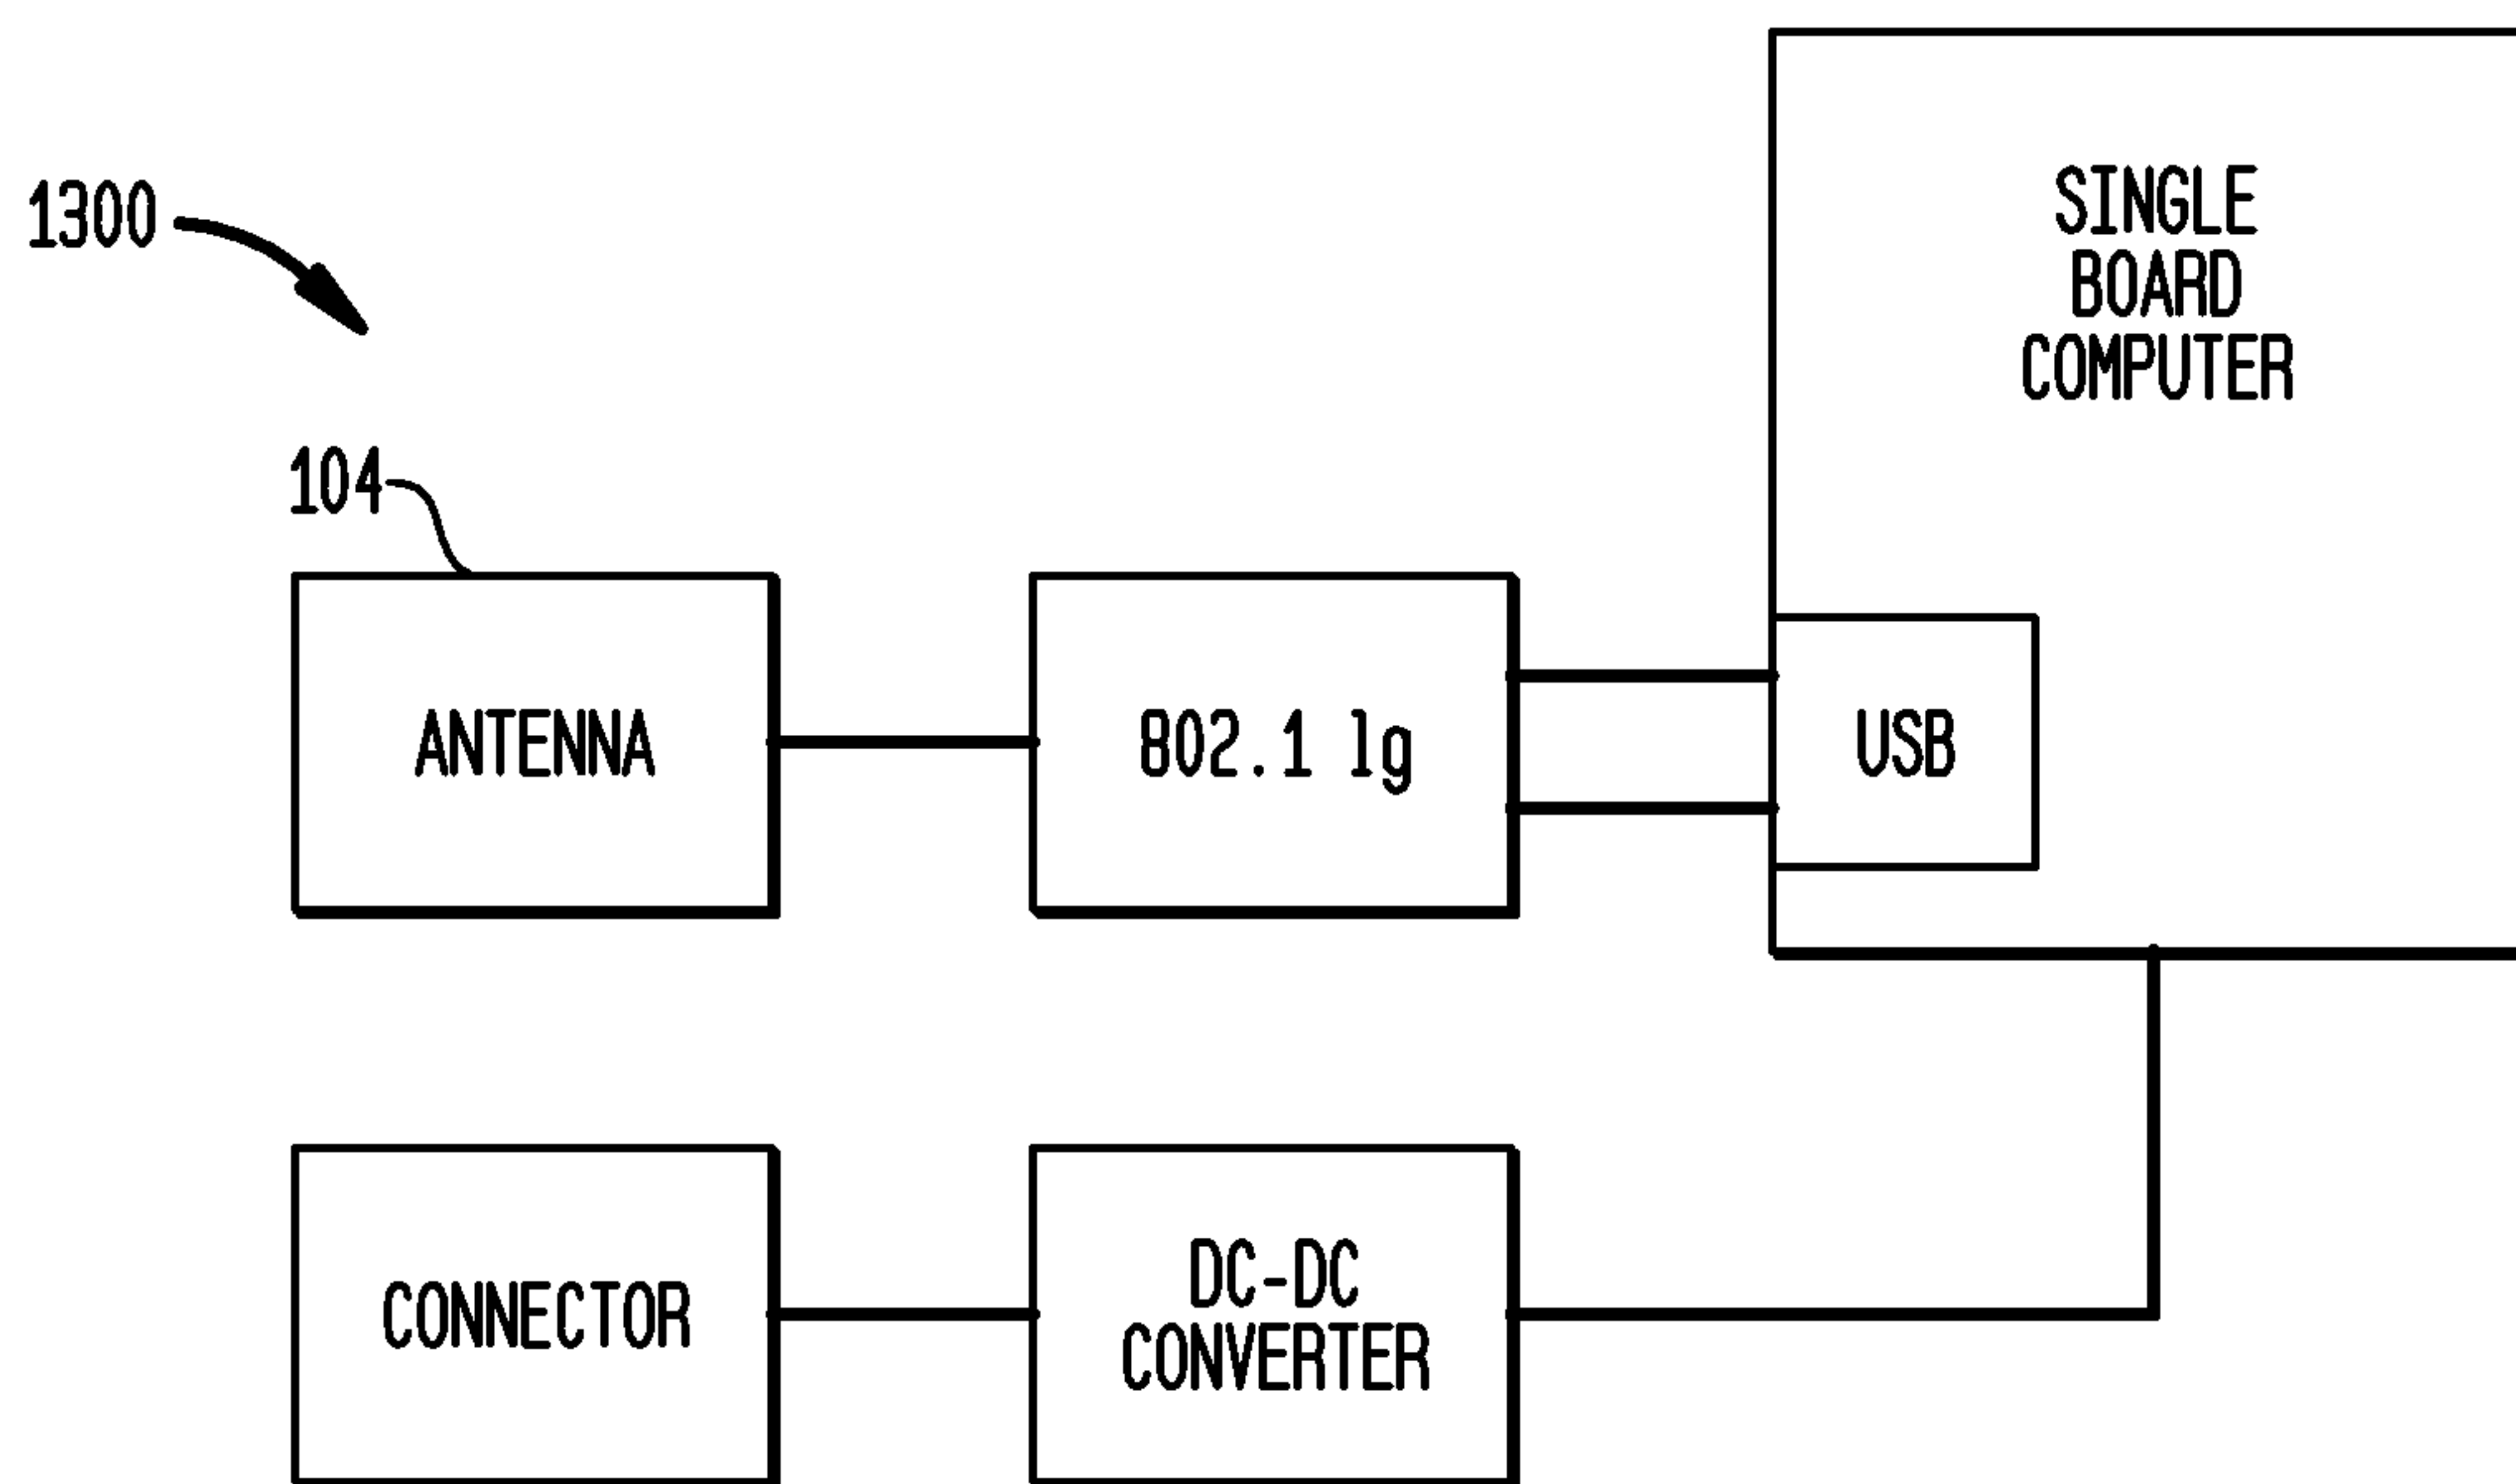 1300
SINGLE
BOARD
COMPUTER
104
ANTENNA
802.1 1g
USB
CONNECTOR
DC-DC
CONVERTER